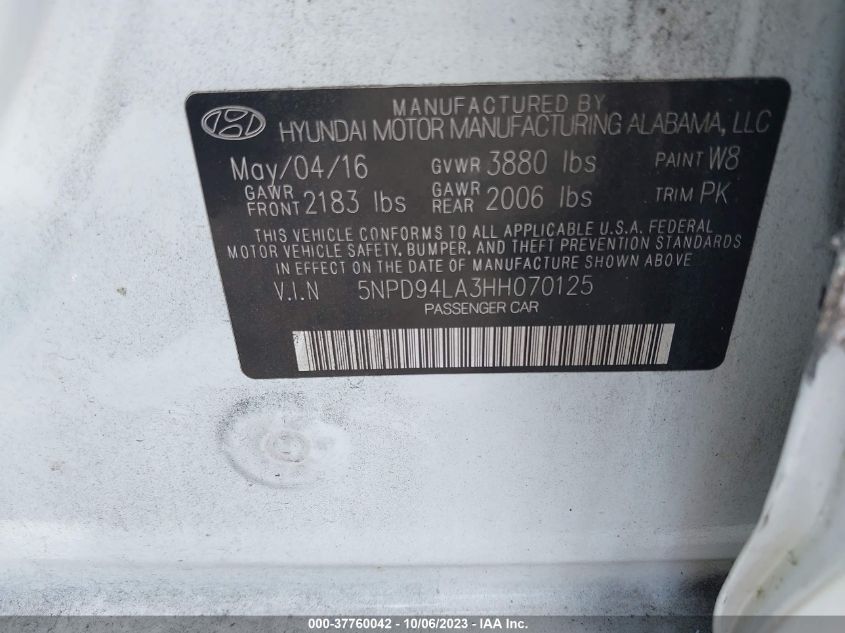 MANUFACTURED BY
HYUNDAI MOTOR MANUFACTURING ALABAMA, LLC
May/04/16 GVWR 3880 lbs PAINT W8
GAWR FRONT 2183 lbs GAWR REAR 2006 lbs TRIM PK
THIS VEHICLE CONFORMS TO ALL APPLICABLE U.S.A. FEDERAL
MOTOR VEHICLE SAFETY, BUMPER, AND THEFT PREVENTION STANDARDS
IN EFFECT ON THE DATE OF MANUFACTURE SHOWN ABOVE
V.I.N 5NPD94LA3HH070125
PASSENGER CAR
000-37760042 - 10/06/2023 - IAAI.com